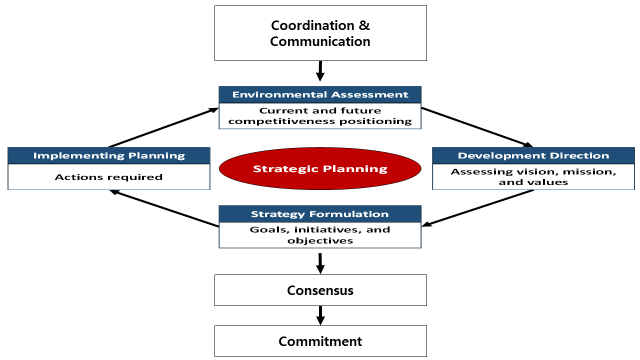 Coordination &
Communication
Environmental Assessment
Current and future
competitiveness positioning
Implementing Planning
Actions required
Strategic Planning
Development Direction
Assessing vision, mission,
and values
Strategy Formulation
Goals, initiatives, and
objectives
Consensus
Commitment